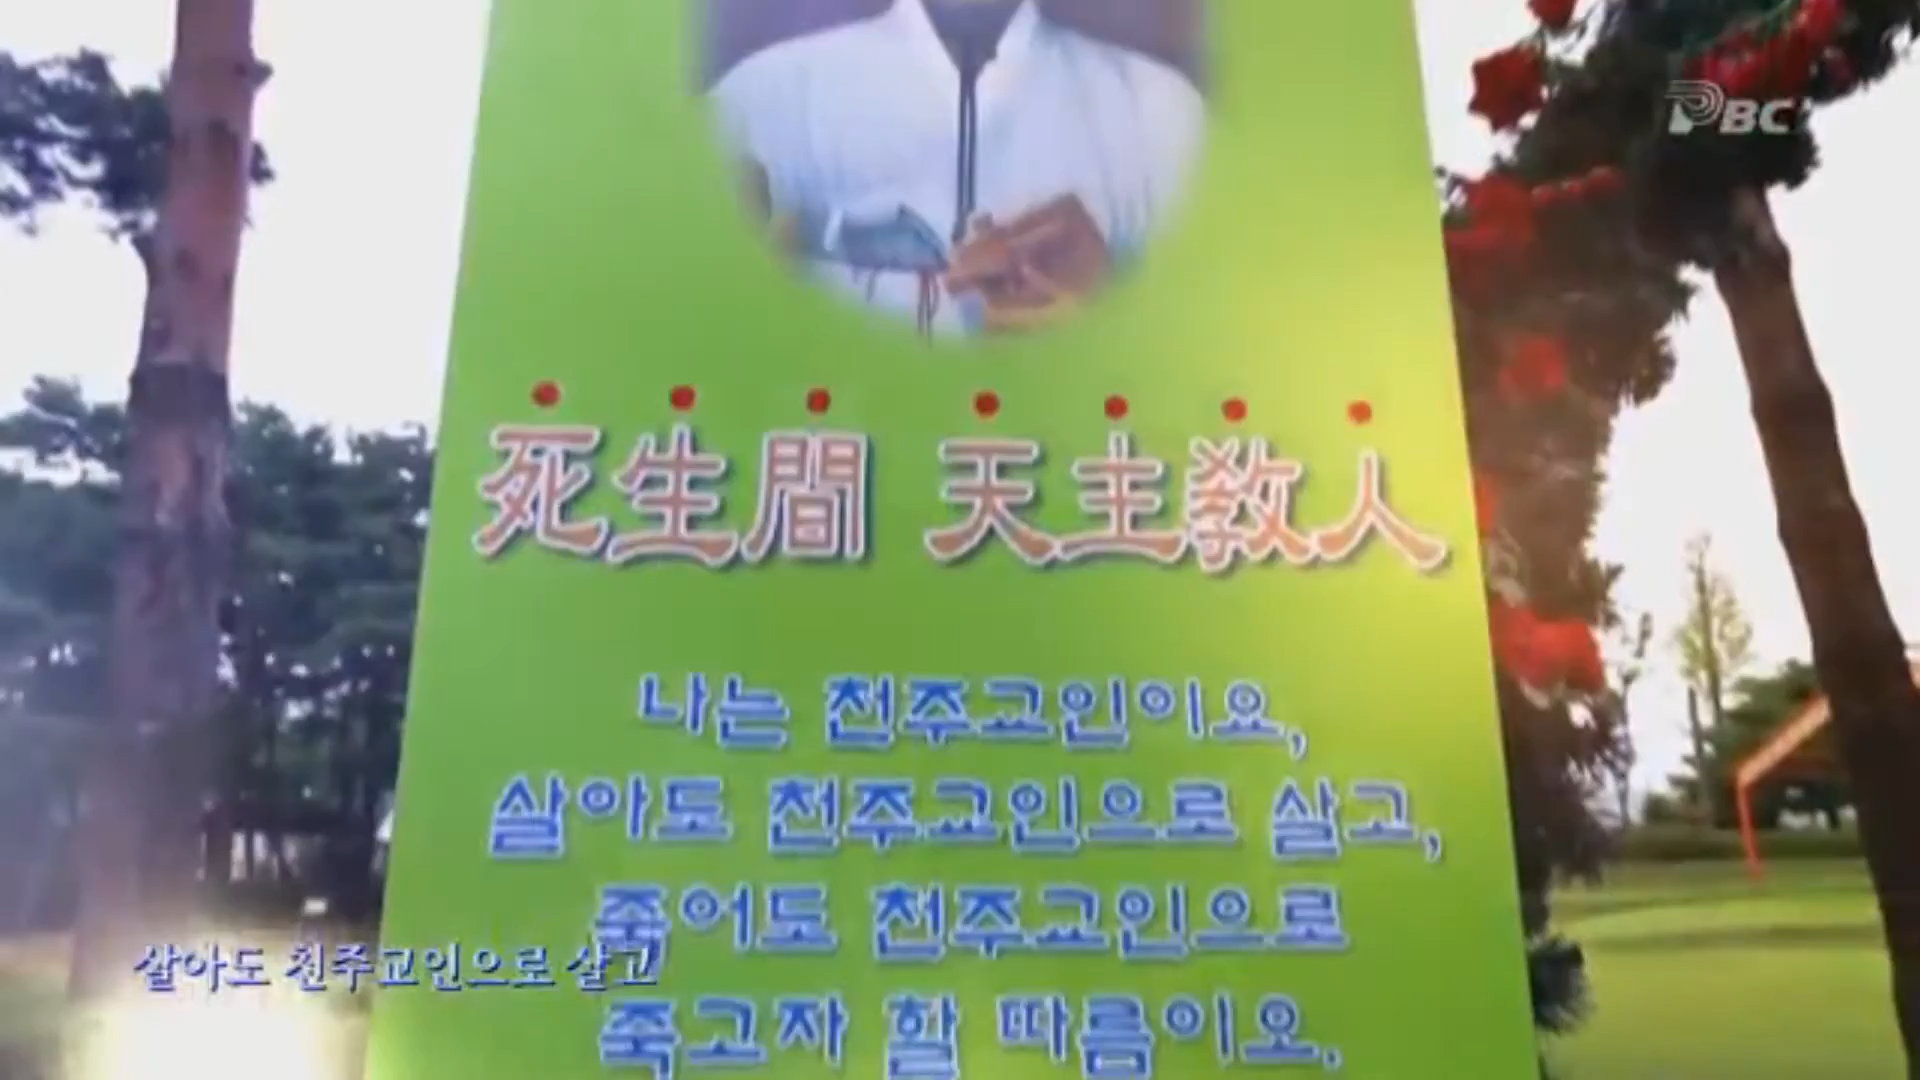 PBC
死生間 天主敎人
나는 천주교인이요,
살아도 천주교인으로 살고,
죽어도 천주교인으로
죽고자 할 따름이오.
살아도 천주교인으로 살고